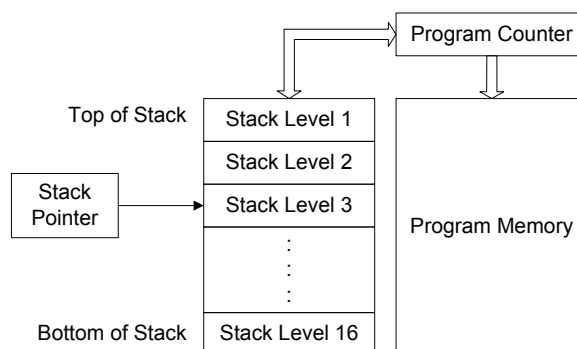 Program Counter
Top of Stack
Stack Level 1
Stack Level 2
Stack
Pointer
Stack Level 3
Program Memory
Bottom of Stack
Stack Level 16